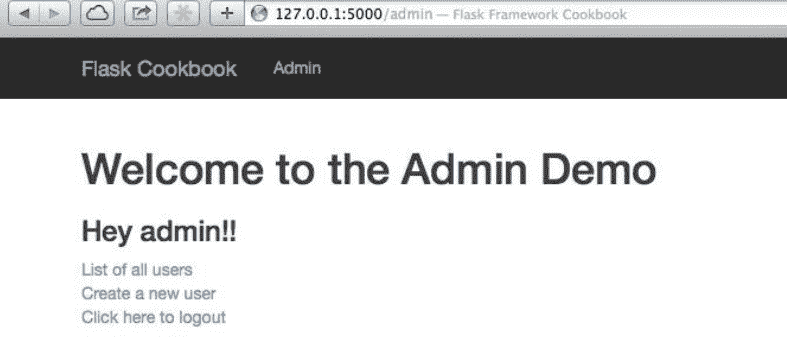 127.0.0.1:5000/admin — Flask Framework Cookbook
Flask Cookbook Admin
Welcome to the Admin Demo
Hey admin!!
List of all users
Create a new user
Click here to logout